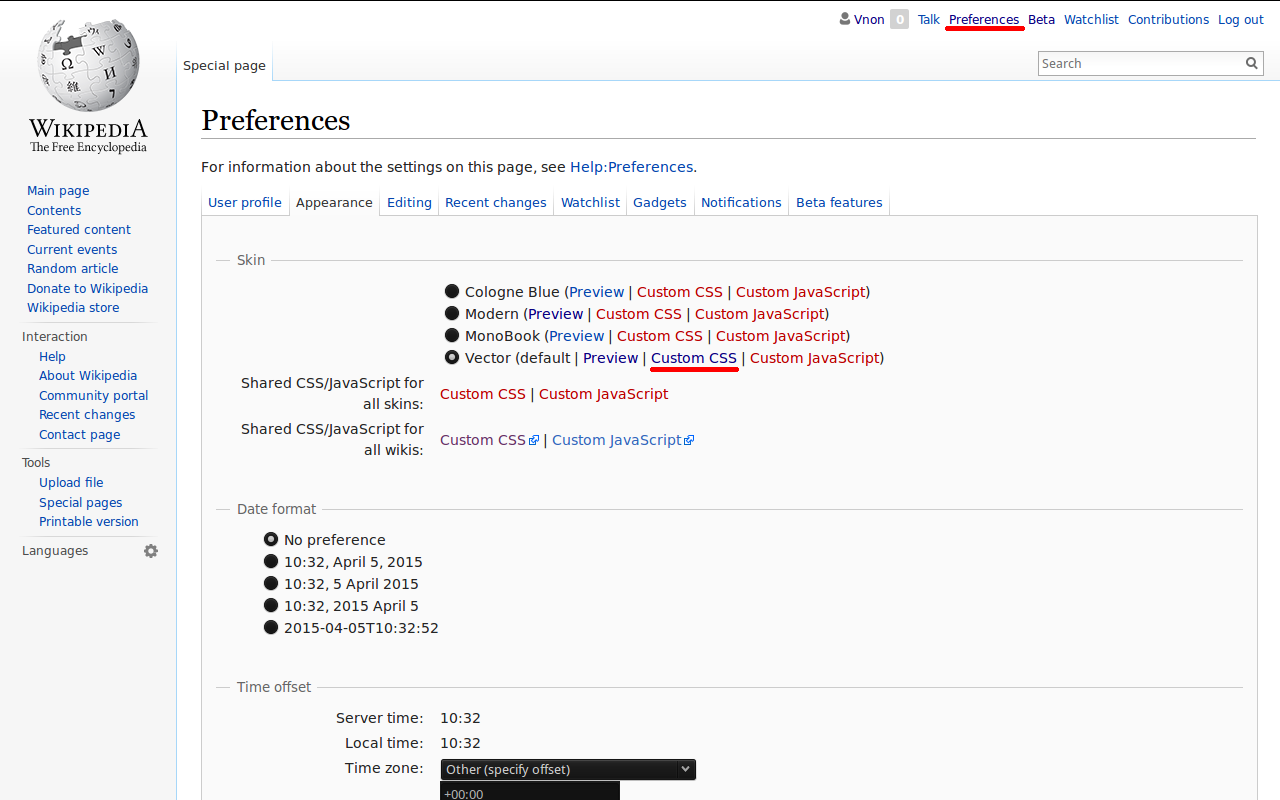 Vnon 0 Talk Preferences Beta Watchlist Contributions Log out
Special page
Search
WIKIPEDIA
The Free Encyclopedia
Main page
Contents
Featured content
Current events
Random article
Donate to Wikipedia
Wikipedia store
Interaction
Help
About Wikipedia
Community portal
Recent changes
Contact page
Tools
Upload file
Special pages
Printable version
Languages
Preferences
For information about the settings on this page, see Help:Preferences.
User profile Appearance Editing Recent changes Watchlist Gadgets Notifications Beta features
Skin
Cologne Blue (Preview | Custom CSS | Custom JavaScript)
Modern (Preview | Custom CSS | Custom JavaScript)
MonoBook (Preview | Custom CSS | Custom JavaScript)
Vector (default | Preview | Custom CSS | Custom JavaScript)
Shared CSS/JavaScript for
all skins:
Custom CSS | Custom JavaScript
Shared CSS/JavaScript for
all wikis:
Custom CSS | Custom JavaScript
Date format
No preference
10:32, April 5, 2015
10:32, 5 April 2015
10:32, 2015 April 5
2015-04-05T10:32:52
Time offset
Server time: 10:32
Local time: 10:32
Time zone: Other (specify offset)
+00:00